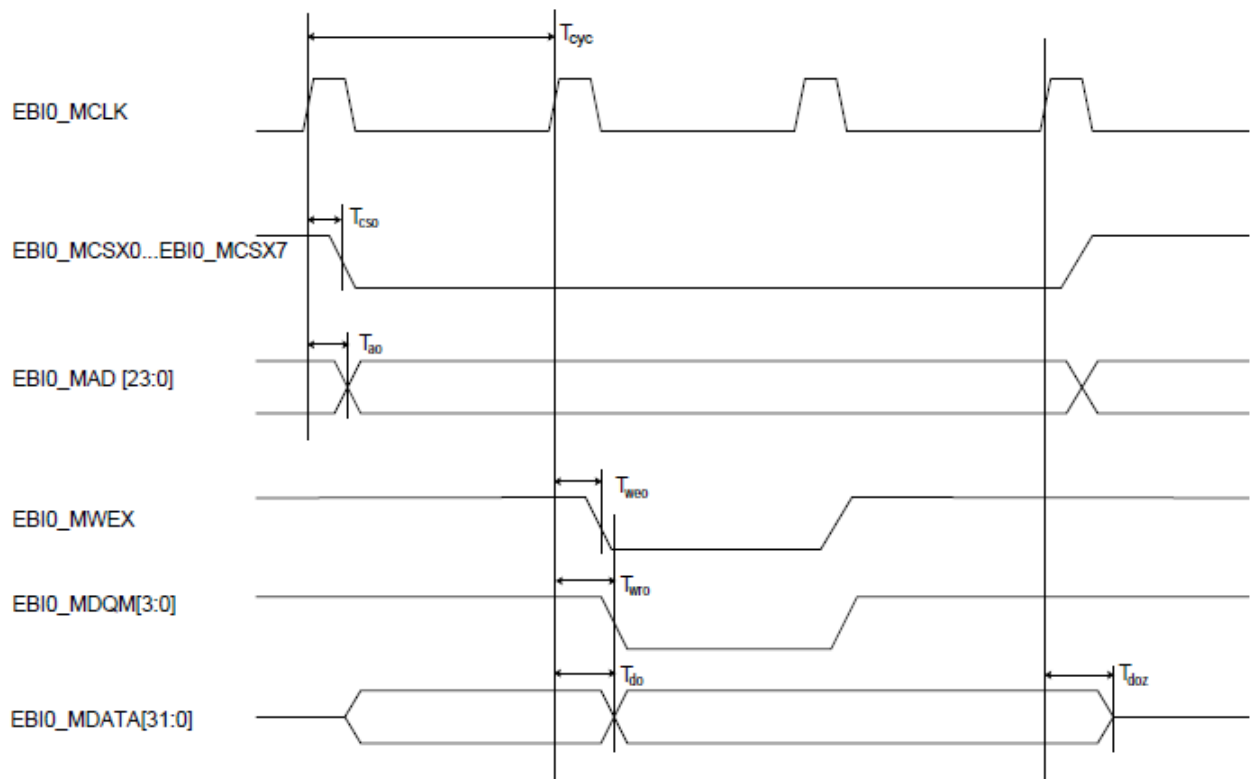 Tcyc
EBI0_MCLK
Tcso
EBI0_MCSX0...EBI0_MCSX7
Tao
EBI0_MAD [23:0]
Tweo
EBI0_MWEX
Twro
EBI0_MDQM[3:0]
Tdo
Tdoz
EBI0_MDATA[31:0]